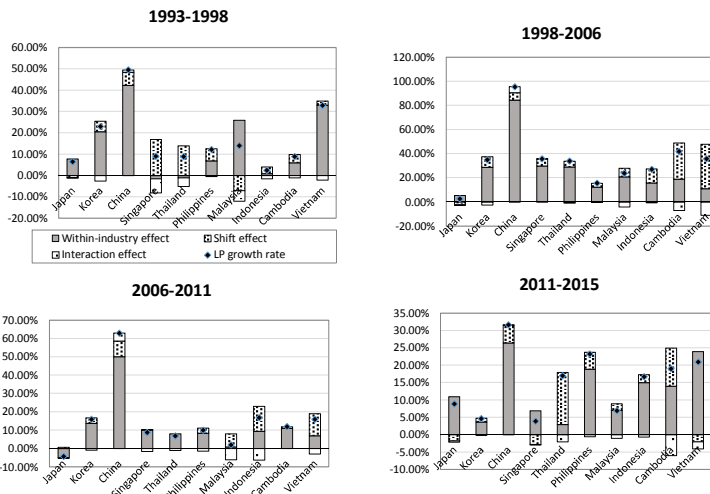 1993-1998
60.00%
50.00%
40.00%
30.00%
20.00%
10.00%
0.00%
-10.00%
-20.00%
Japan
Korea
China
Singapore
Thailand
Philippines
Malaysia
Indonesia
Cambodia
Vietnam
Within-industry effect
Shift effect
Interaction effect
LP growth rate
1998-2006
120.00%
100.00%
80.00%
60.00%
40.00%
20.00%
0.00%
-20.00%
Japan
Korea
China
Singapore
Thailand
Philippines
Malaysia
Indonesia
Cambodia
Vietnam
2006-2011
70.00%
60.00%
50.00%
40.00%
30.00%
20.00%
10.00%
0.00%
-10.00%
Japan
Korea
China
Singapore
Thailand
Philippines
Malaysia
Indonesia
Cambodia
Vietnam
2011-2015
35.00%
30.00%
25.00%
20.00%
15.00%
10.00%
5.00%
0.00%
-5.00%
-10.00%
Japan
Korea
China
Singapore
Thailand
Philippines
Malaysia
Indonesia
Cambodia
Vietnam